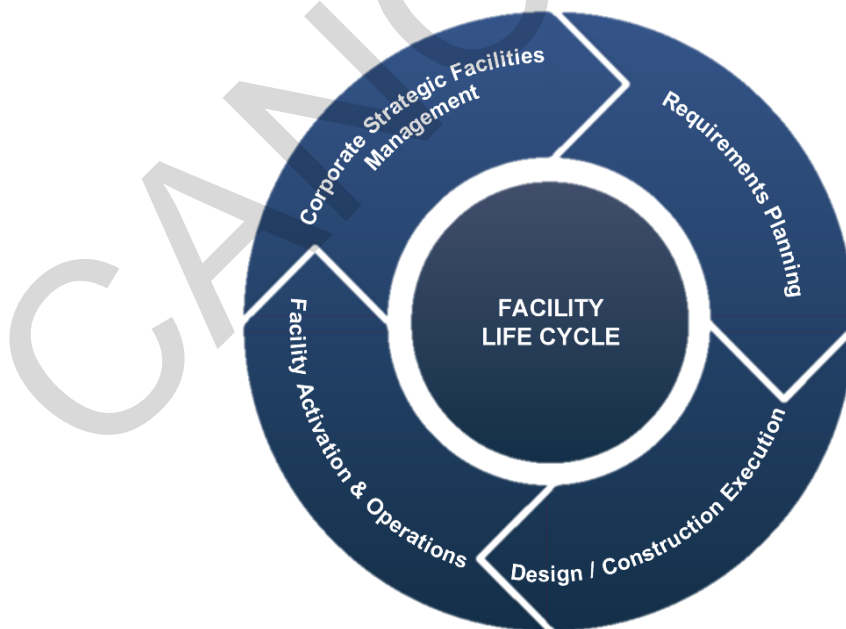 Corporate Strategic Facilities
Management
Requirements Planning
FACILITY
LIFE CYCLE
Facility Activation & Operations
Design / Construction Execution